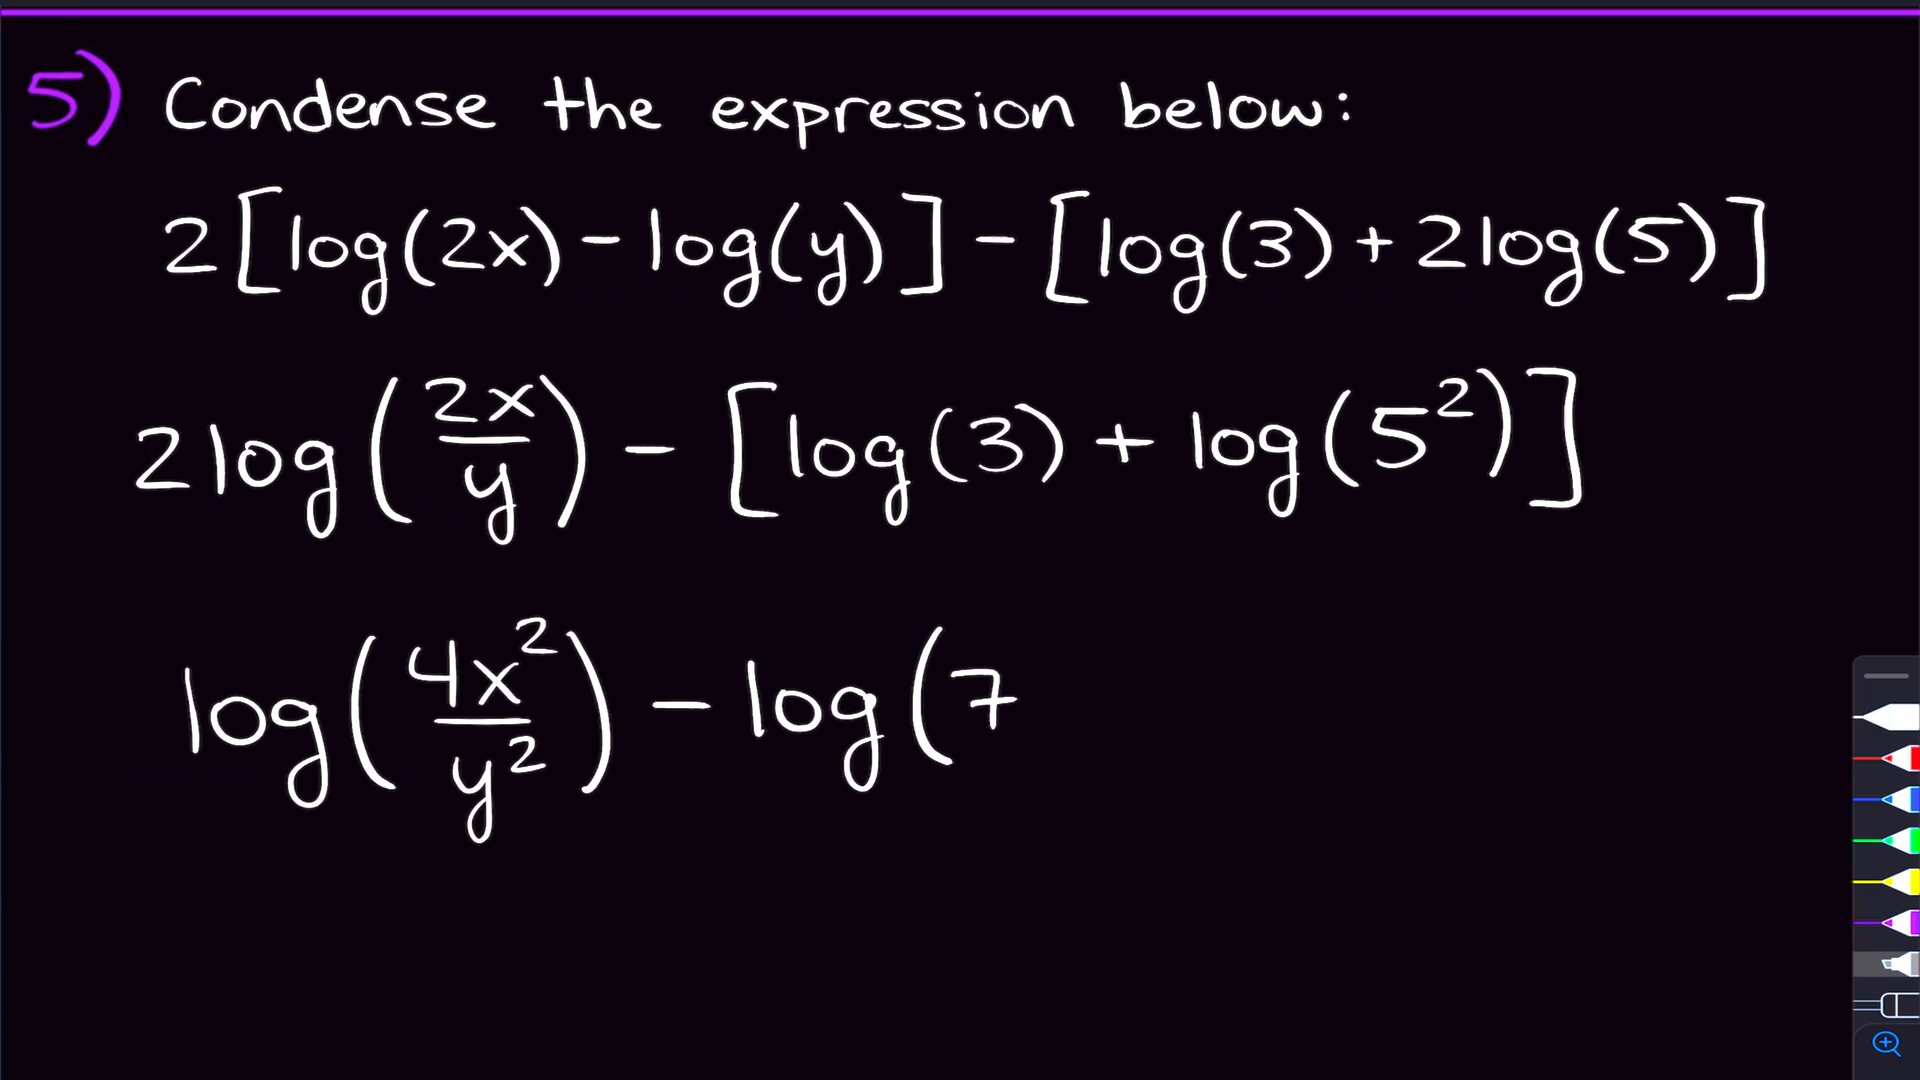 5) Condense the expression below:
2[log(2x) - log(y)] - [log(3) + 2log(5)]
2log(2x/y) - [log(3) + log(5²)]
log(4x²/y²) - log(7